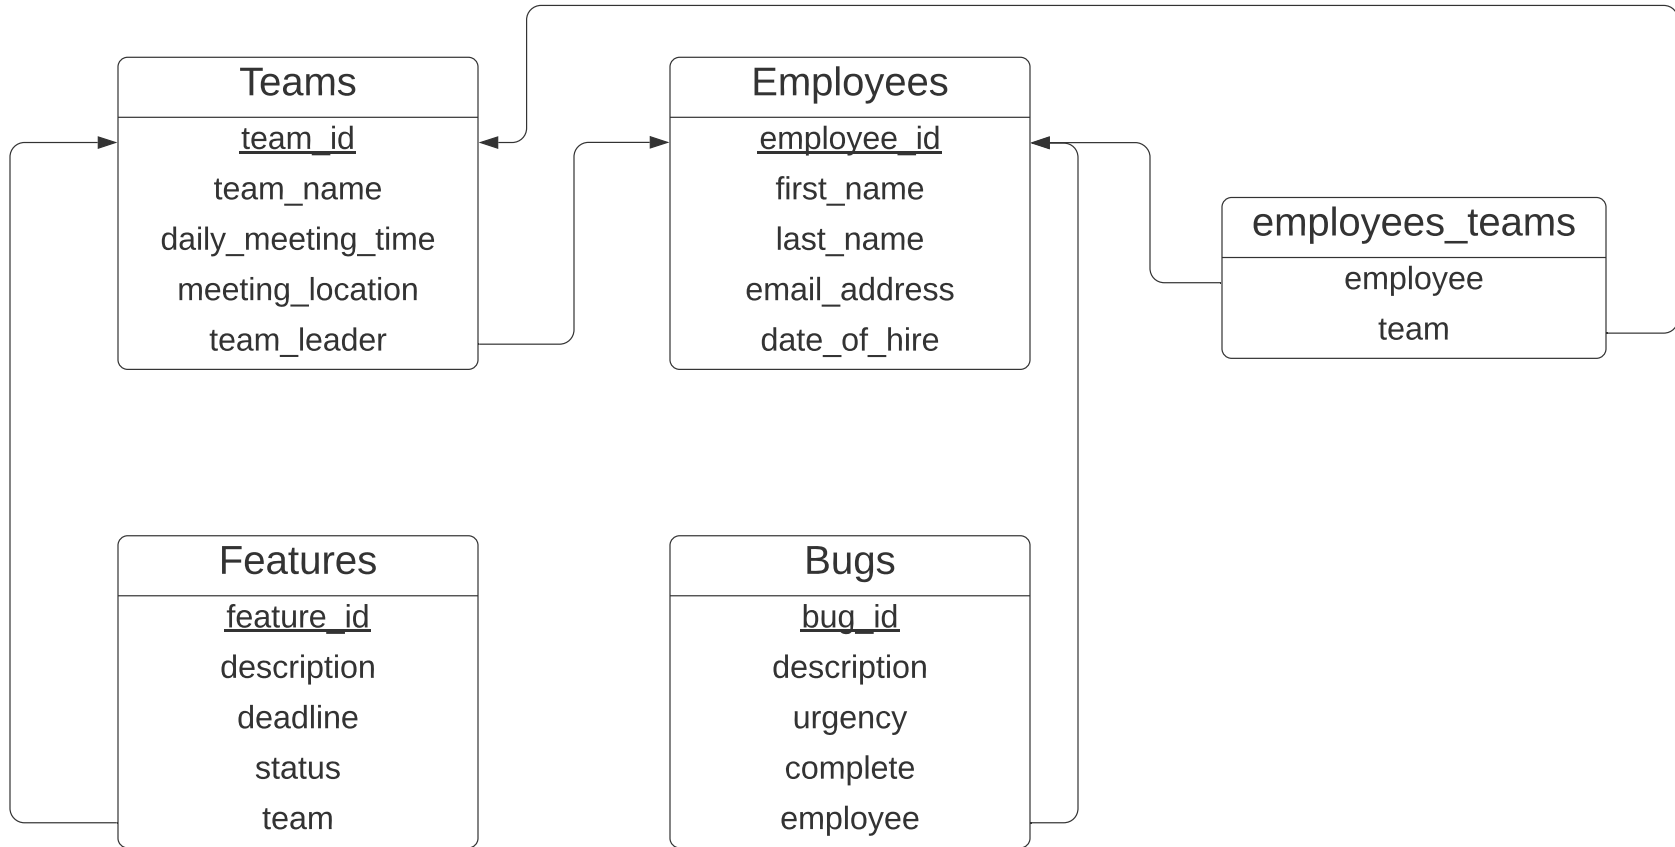 Teams
team_id
team_name
daily_meeting_time
meeting_location
team_leader
Employees
employee_id
first_name
last_name
email_address
date_of_hire
employees_teams
employee
team
Features
feature_id
description
deadline
status
team
Bugs
bug_id
description
urgency
complete
employee